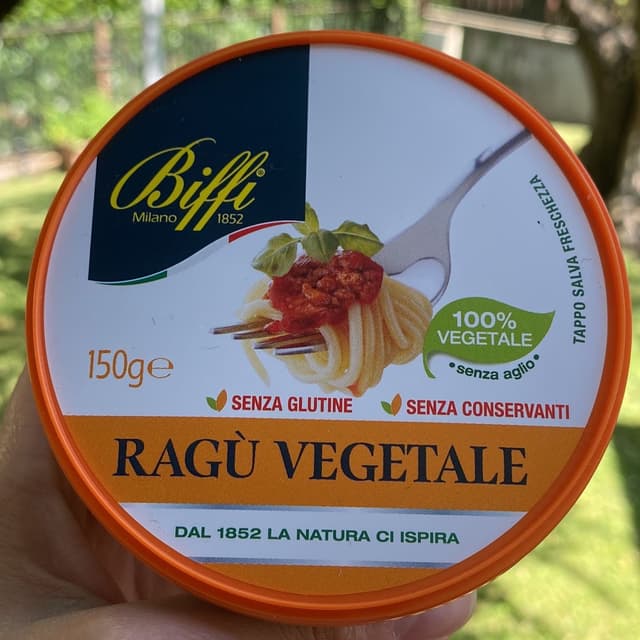 Biffi
Milano 1852
TAPPO SALVA FRESCHEZZA
100%
VEGETALE
senza aglio
150g℮
SENZA GLUTINE SENZA CONSERVANTI
RAGÙ VEGETALE
DAL 1852 LA NATURA CI ISPIRA